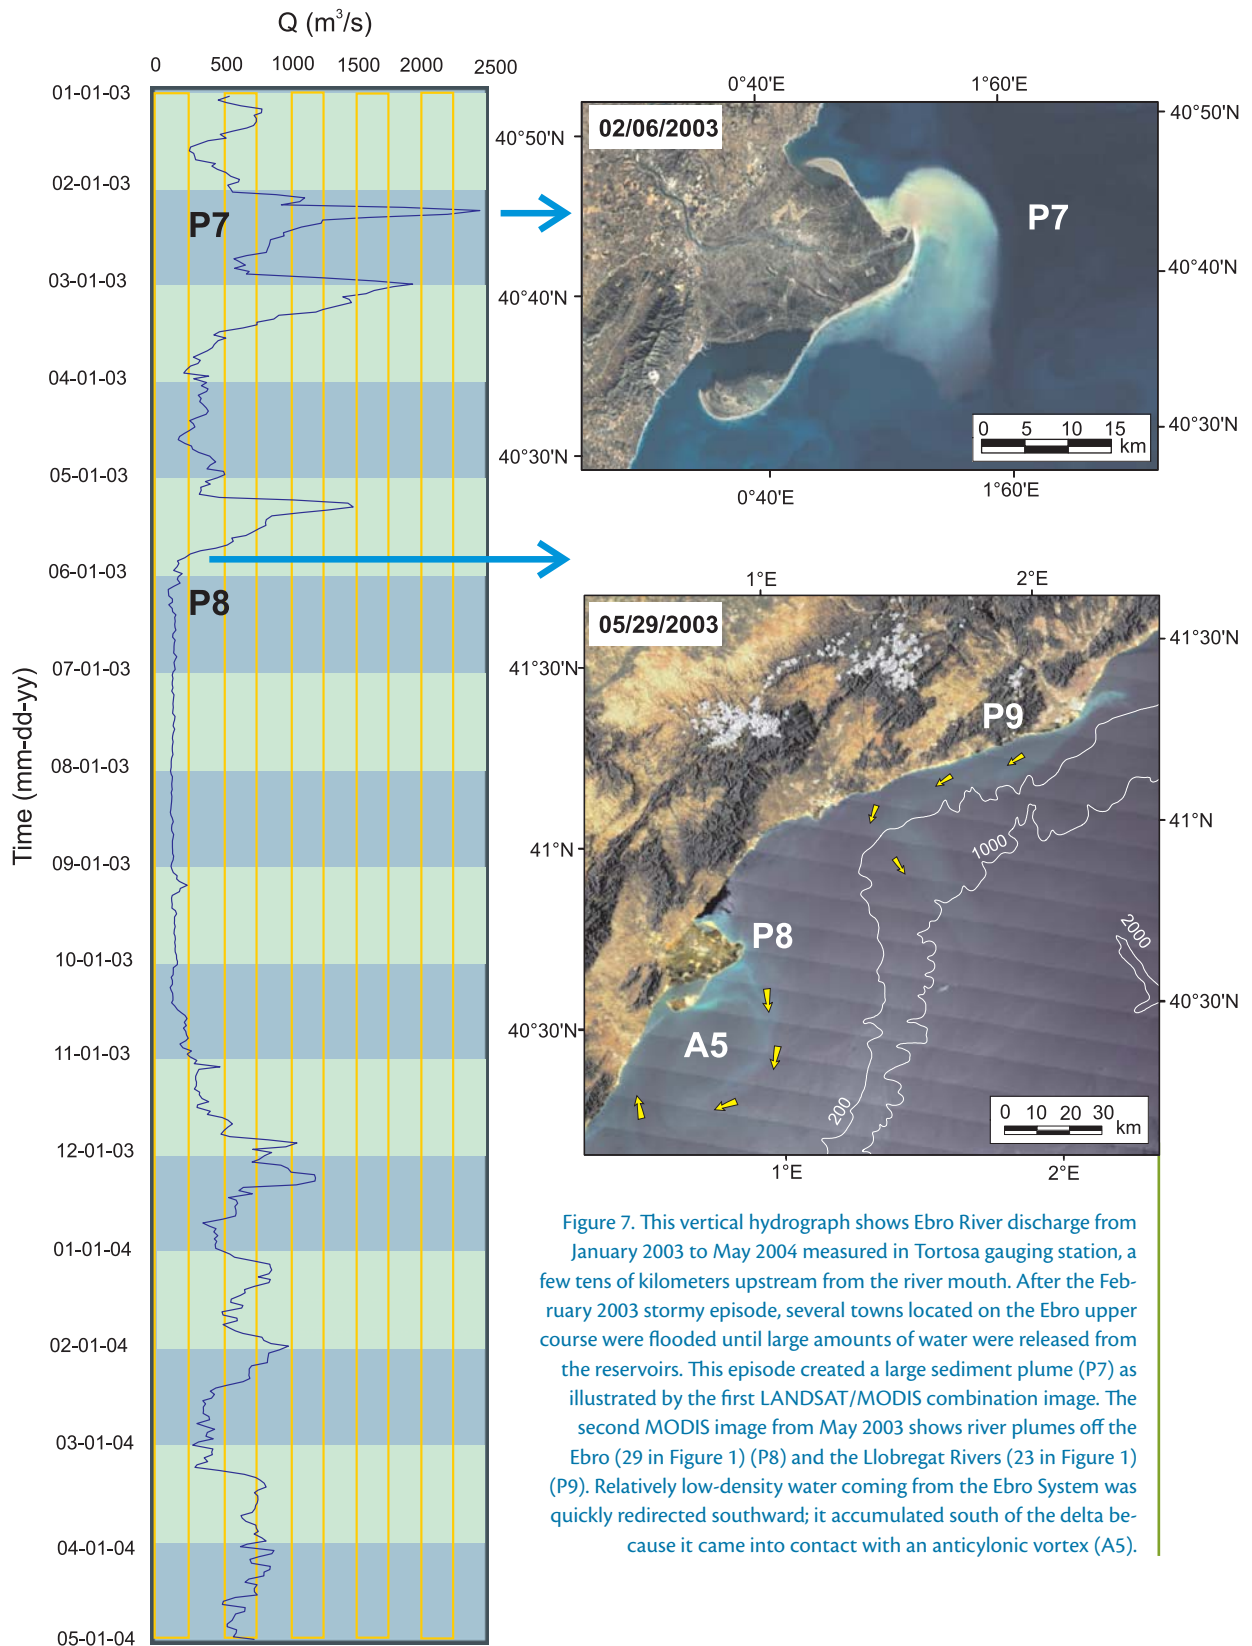 Q (m³/s)
0 500 1000 1500 2000 2500
Time (mm-dd-yy)
01-01-03
02-01-03
03-01-03
04-01-03
05-01-03
06-01-03
07-01-03
08-01-03
09-01-03
10-01-03
11-01-03
12-01-03
01-01-04
02-01-04
03-01-04
04-01-04
05-01-04
P7
P8
0°40'E 1°60'E
02/06/2003
40°50'N
40°50'N
P7
40°40'N
40°40'N
40°30'N
40°30'N
0 5 10 15
km
0°40'E 1°60'E
1°E 2°E
05/29/2003
41°30'N
41°30'N
P9
41°N
41°N
1000
2000
200
P8
A5
40°30'N
40°30'N
0 10 20 30
km
1°E 2°E
Figure 7. This vertical hydrograph shows Ebro River discharge from
January 2003 to May 2004 measured in Tortosa gauging station, a
few tens of kilometers upstream from the river mouth. After the Feb-
ruary 2003 stormy episode, several towns located on the Ebro upper
course were flooded until large amounts of water were released from
the reservoirs. This episode created a large sediment plume (P7) as
illustrated by the first LANDSAT/MODIS combination image. The
second MODIS image from May 2003 shows river plumes off the
Ebro (29 in Figure 1) (P8) and the Llobregat Rivers (23 in Figure 1)
(P9). Relatively low-density water coming from the Ebro System was
quickly redirected southward; it accumulated south of the delta be-
cause it came into contact with an anticylonic vortex (A5).